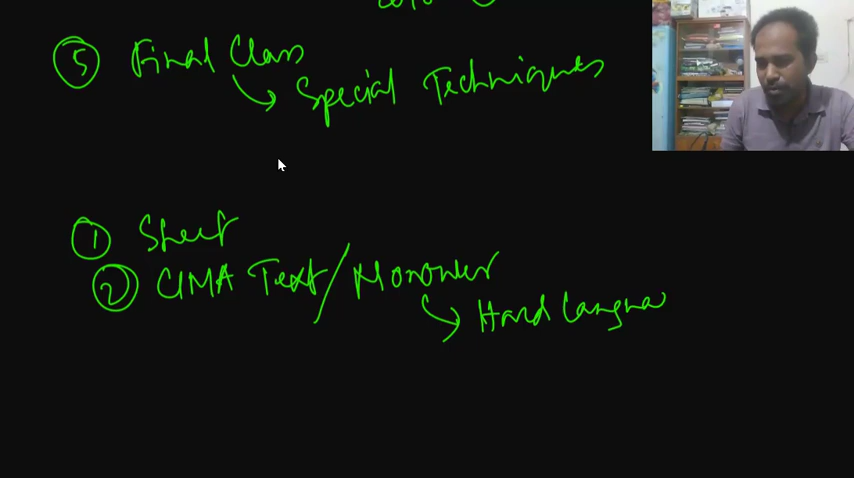 ⑤ Final Class
↳ Special Techniques
① Sheet
② CIMA Text/
↳ Hard Langua